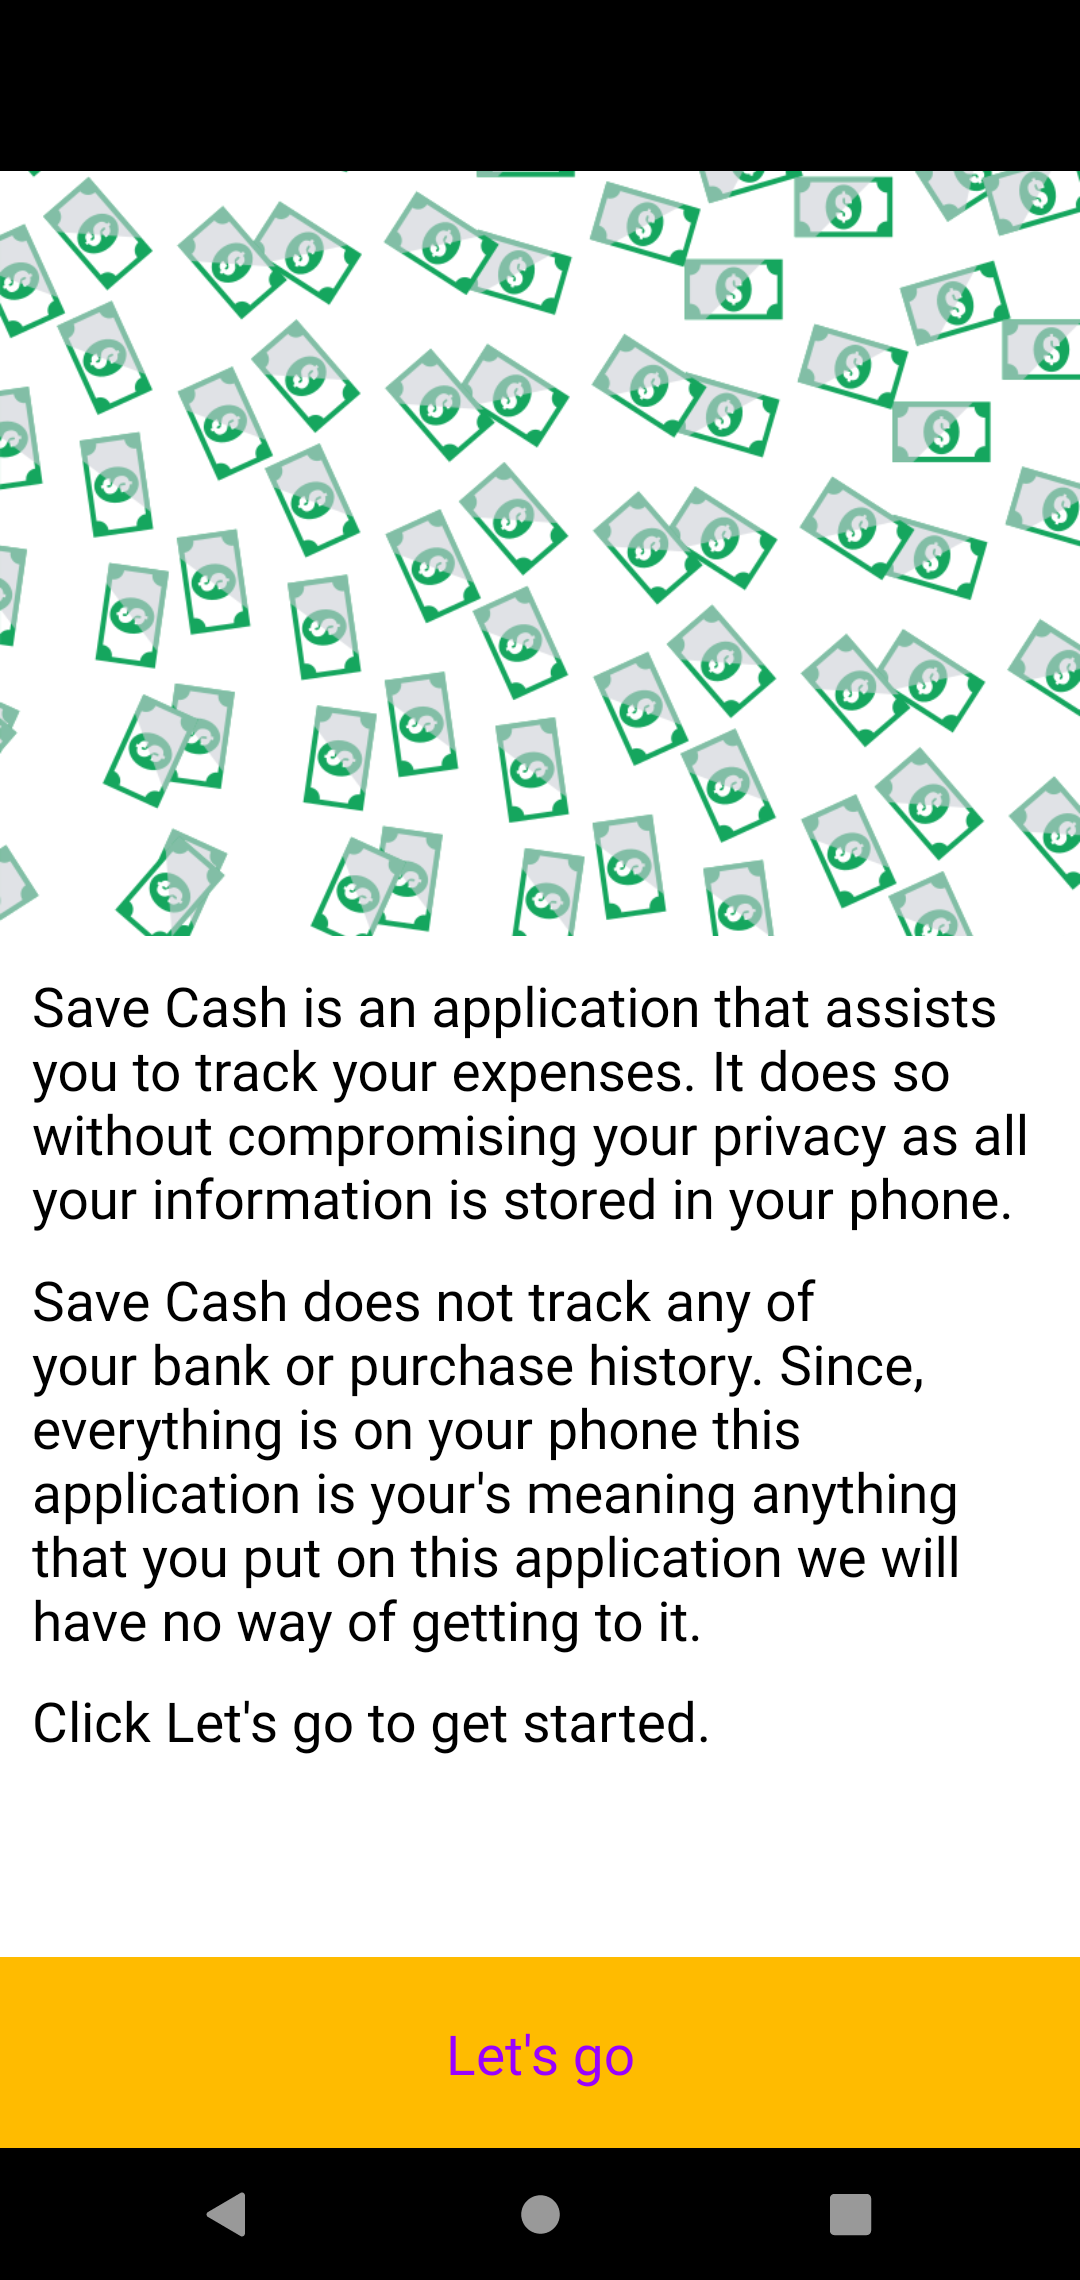 Save Cash is an application that assists
you to track your expenses. It does so
without compromising your privacy as all
your information is stored in your phone.
Save Cash does not track any of
your bank or purchase history. Since,
everything is on your phone this
application is your's meaning anything
that you put on this application we will
have no way of getting to it.
Click Let's go to get started.
Let's go